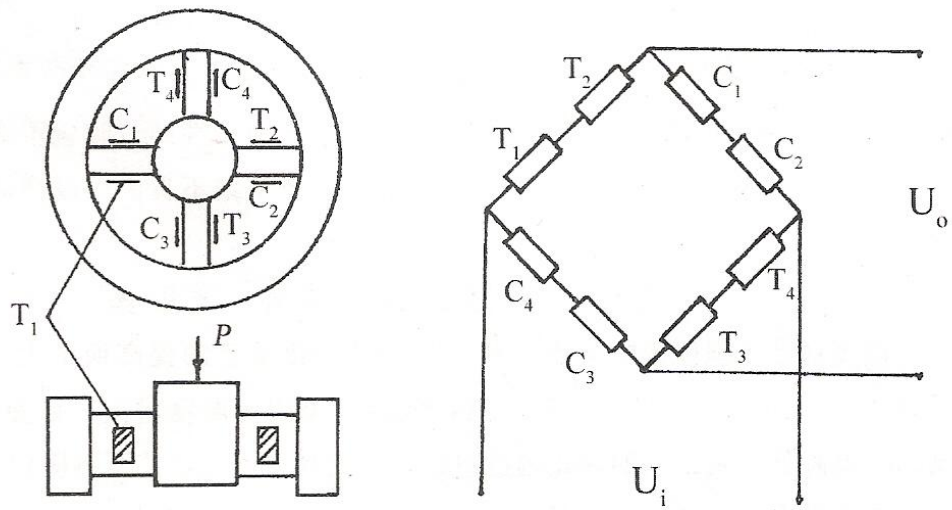 T₄ C₄
C₁ T₂
C₂
C₃ T₃
T₁
P
T₂ C₁
T₁ C₂
C₄ T₄
C₃ T₃
Uₒ
Uᵢ